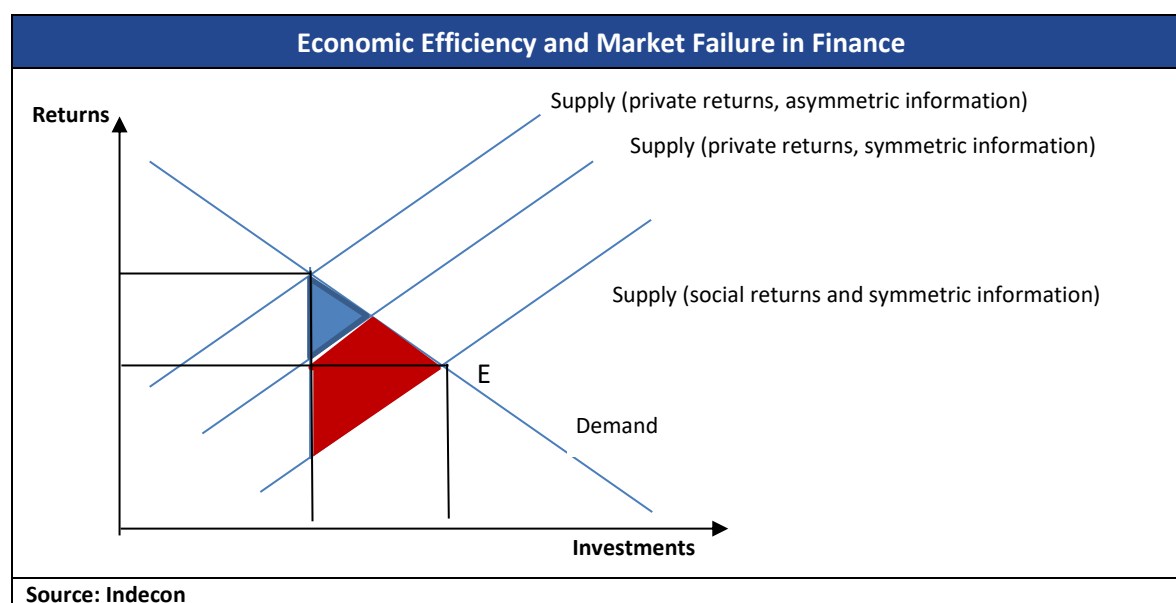 Economic Efficiency and Market Failure in Finance
Supply (private returns, asymmetric information)
Returns
Supply (private returns, symmetric information)
Supply (social returns and symmetric information)
E
Demand
Investments
Source: Indecon